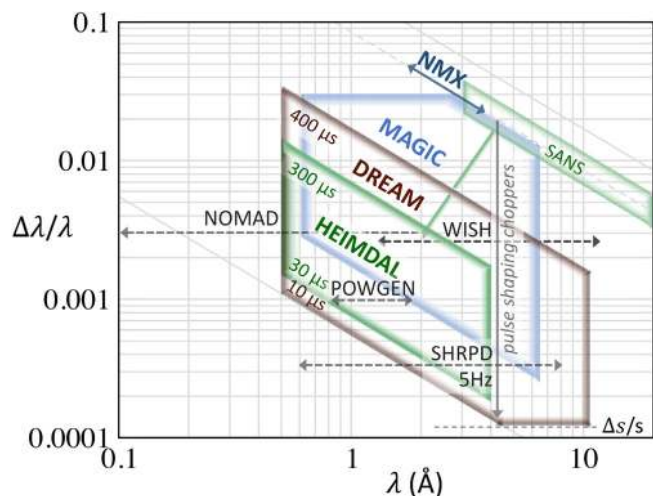 0.1
NMX
MAGIC
SANS
400 μs
0.01
DREAM
300 μs
Δλ/λ
NOMAD
WISH
HEIMDAL
pulse shaping choppers
30 μs
POWGEN
0.001
10 μs
SHRPD
5Hz
Δs/s
0.0001
0.1
1
10
λ (Å)